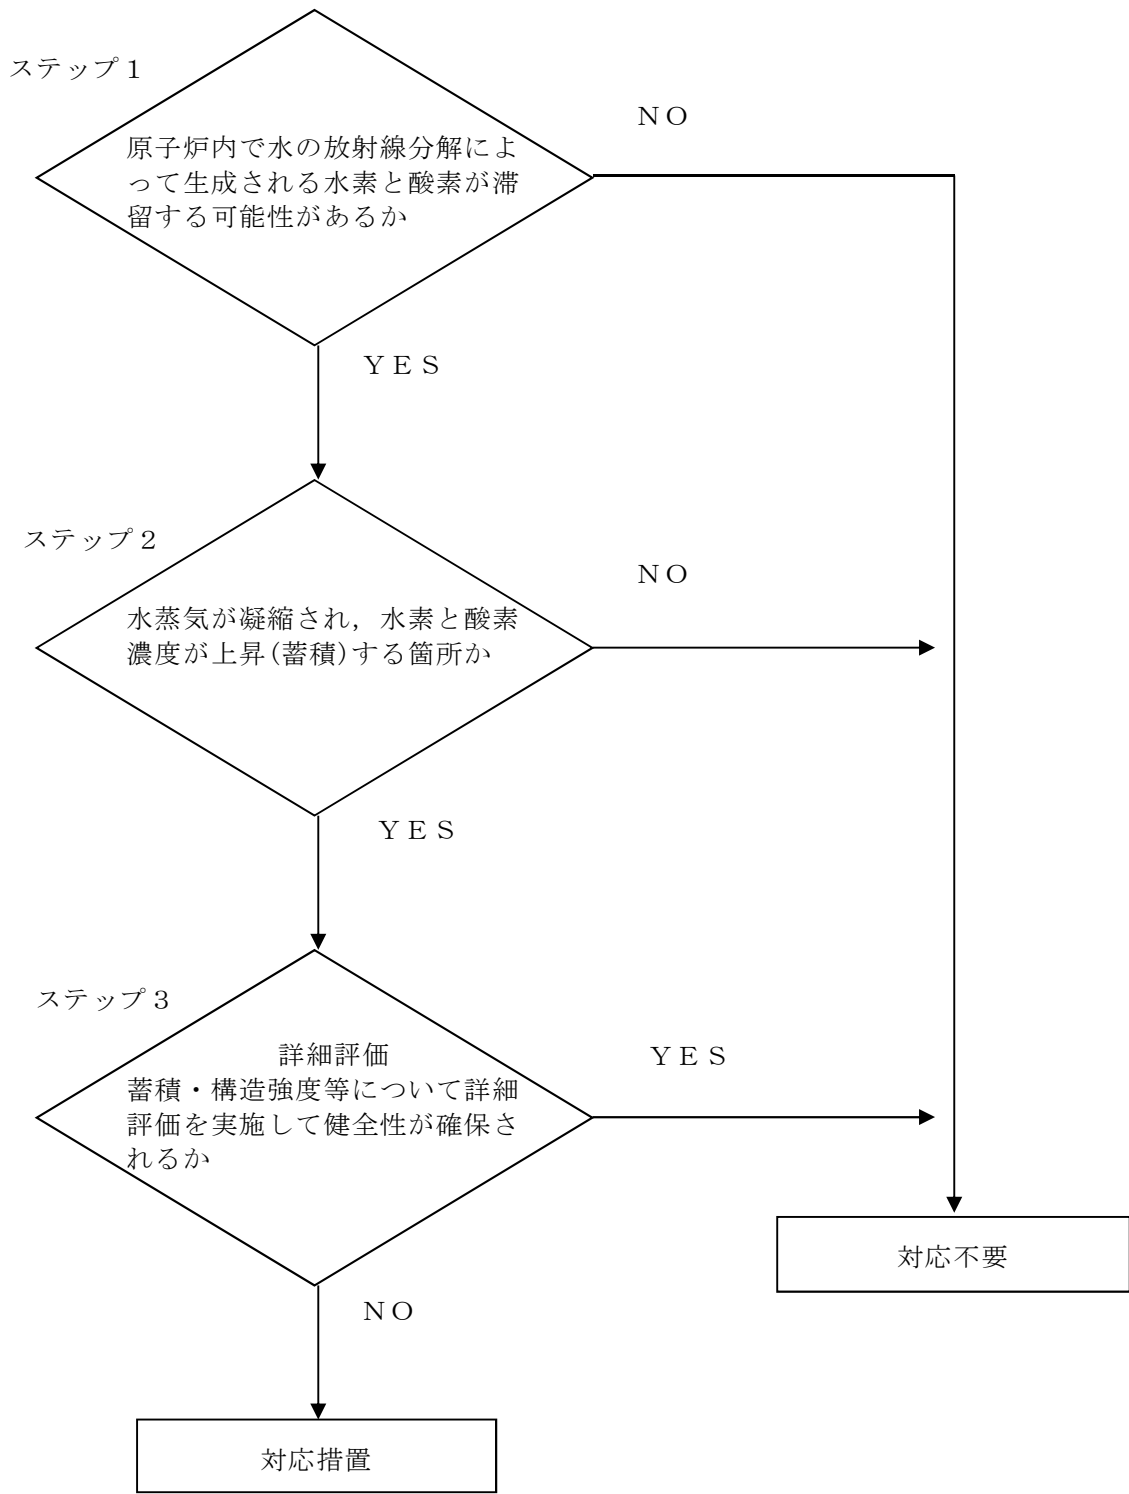 ステップ１
ＮＯ
原子炉内で水の放射線分解によ
って生成される水素と酸素が滞
留する可能性があるか
ＹＥＳ
ステップ２
ＮＯ
水蒸気が凝縮され，水素と酸素
濃度が上昇(蓄積)する箇所か
ＹＥＳ
ステップ３
詳細評価
ＹＥＳ
蓄積・構造強度等について詳細
評価を実施して健全性が確保さ
れるか
対応不要
ＮＯ
対応措置